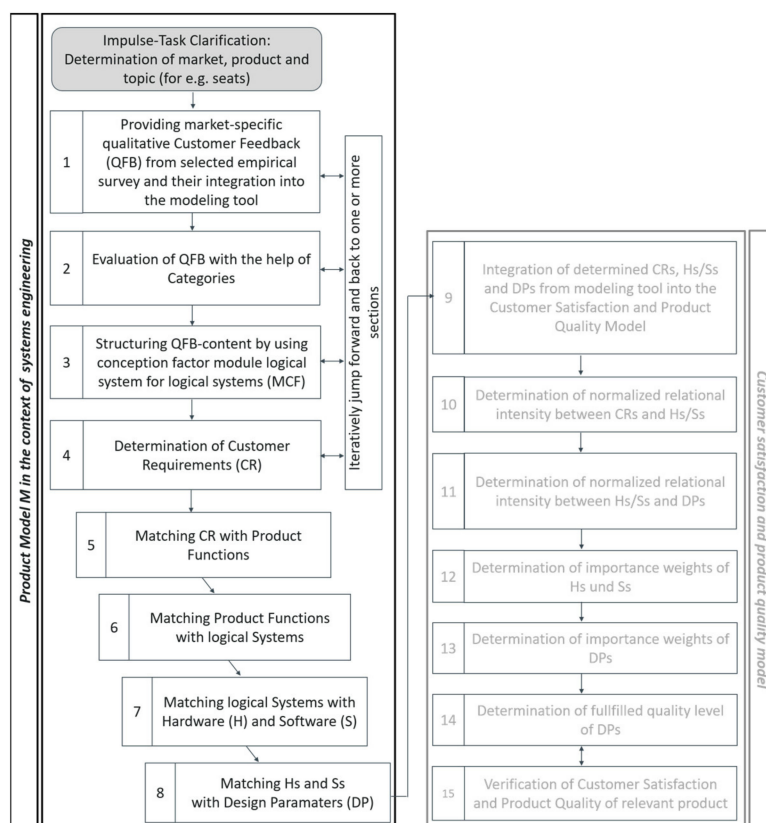 Product Model M in the context of systems engineering
Impulse-Task Clarification:
Determination of market, product and
topic (for e.g. seats)
1
Providing market-specific
qualitative Customer Feedback
(QFB) from selected empirical
survey and their integration into
the modeling tool
2
Evaluation of QFB with the help of
Categories
3
Structuring QFB-content by using
conception factor module logical
system for logical systems (MCF)
4
Determination of Customer
Requirements (CR)
Iteratively jump forward and back to one or more
sections
5
Matching CR with Product
Functions
6
Matching Product Functions
with logical Systems
7
Matching logical Systems with
Hardware (H) and Software (S)
8
Matching Hs and Ss
with Design Paramaters (DP)
9
Integration of determined CRs, Hs/Ss
and DPs from modeling tool into the
Customer Satisfaction and Product
Quality Model
10
Determination of normalized relational
intensity between CRs and Hs/Ss
11
Determination of normalized relational
intensity between Hs/Ss and DPs
12
Determination of importance weights of
Hs und Ss
13
Determination of importance weights of
DPs
14
Determination of fullfilled quality level
of DPs
15
Verification of Customer Satisfaction
and Product Quality of relevant product
Customer satisfaction and product quality model